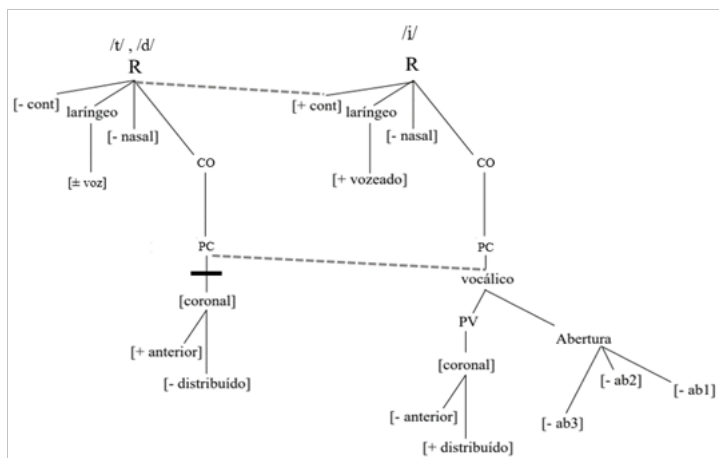 /t/ , /d/
R
[- cont]
laríngeo
[- nasal]
[± voz]
CO
PC
[coronal]
[+ anterior]
[- distribuído]
/i/
R
[+ cont]
laríngeo
[- nasal]
[+ vozeado]
CO
PC
vocálico
PV
Abertura
[coronal]
[- anterior]
[+ distribuído]
[- ab3]
[- ab2]
[- ab1]